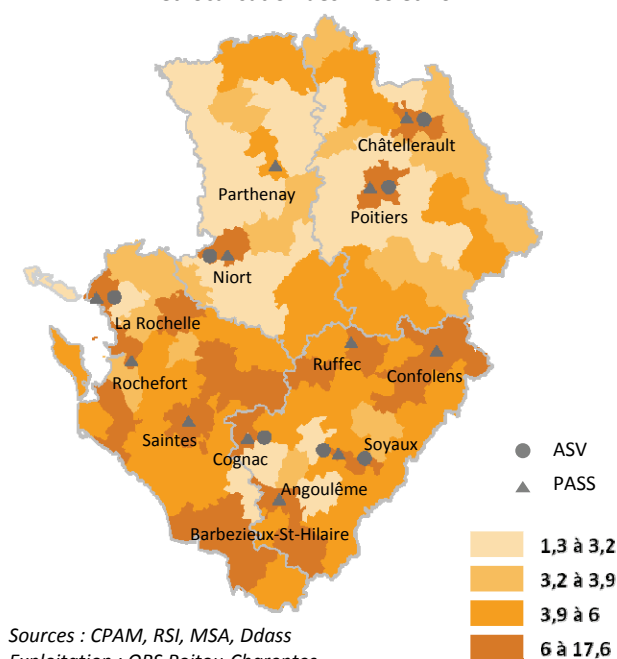 Châtellerault
Parthenay
Poitiers
Niort
La Rochelle
Ruffec
Confolens
Rochefort
Saintes
Soyaux
Cognac
Angoulême
Barbezieux-St-Hilaire
ASV
PASS
1,3 à 3,2
3,2 à 3,9
3,9 à 6
6 à 17,6
Sources : CPAM, RSI, MSA, Ddass